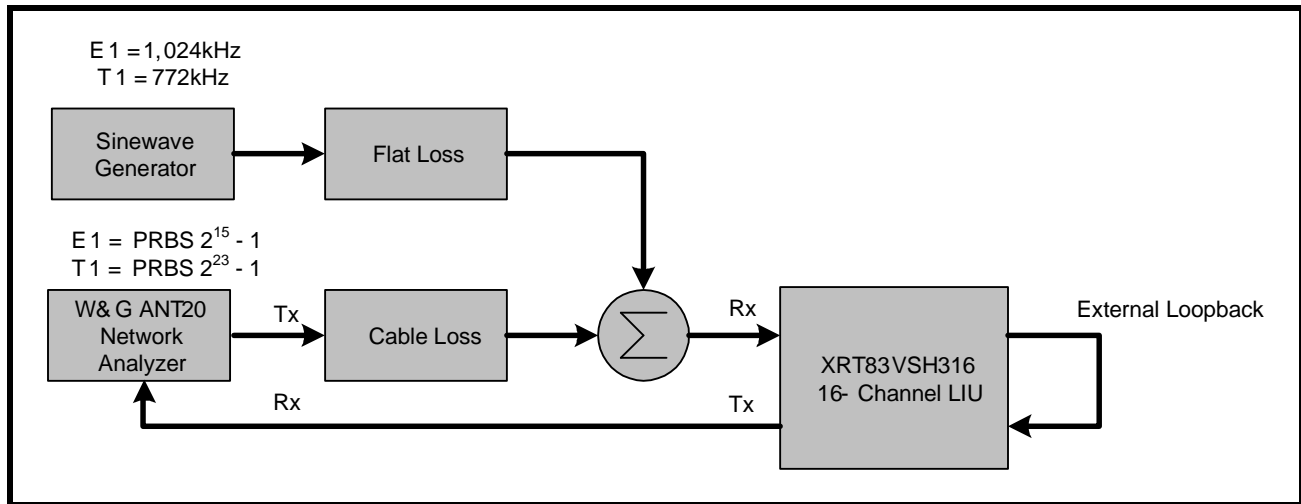 E1 = 1,024kHz
T1 = 772kHz
Sinewave
Generator
Flat Loss
E1 = PRBS 2^15 - 1
T1 = PRBS 2^23 - 1
W&G ANT20
Network
Analyzer
Tx
Cable Loss
Σ
Rx
XRT83VSH316
16- Channel LIU
External Loopback
Rx
Tx